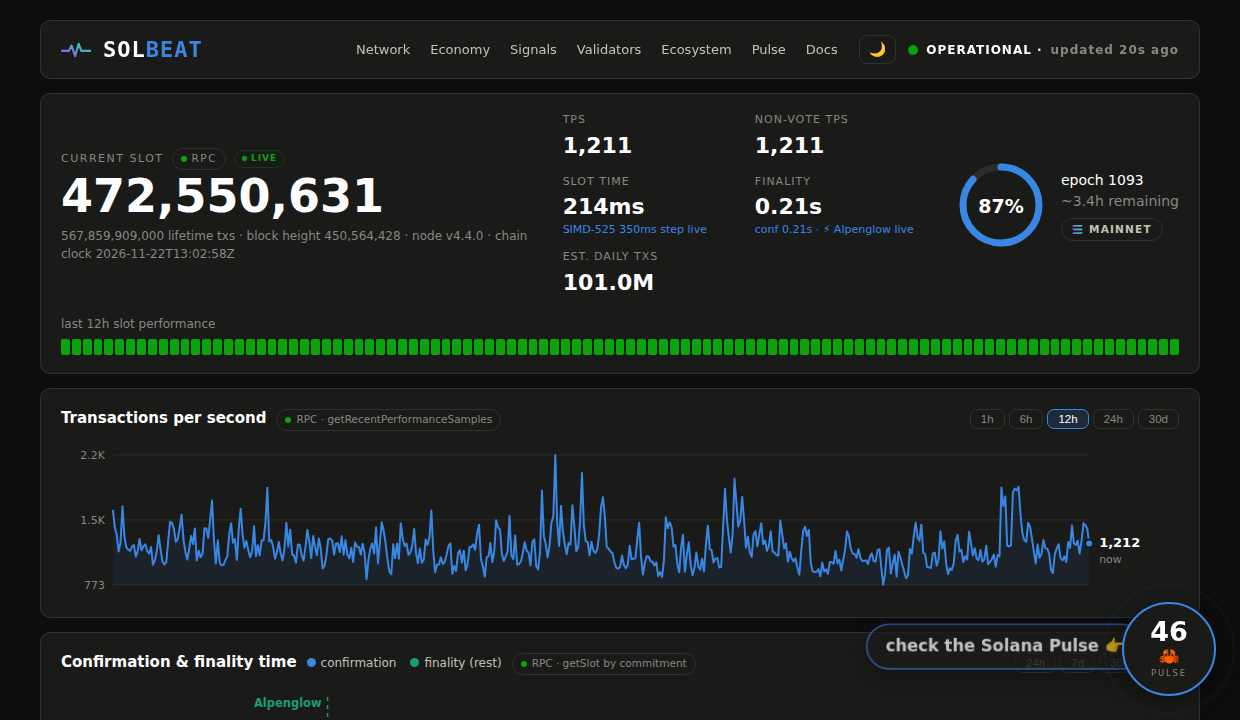 SOLBEAT
Network Economy Signals Validators Ecosystem Pulse Docs 🌙 OPERATIONAL · updated 20s ago
CURRENT SLOT RPC LIVE
472,550,631
567,859,909,000 lifetime txs · block height 450,564,428 · node v4.4.0 · chain
clock 2026-11-22T13:02:58Z
TPS
1,211
NON-VOTE TPS
1,211
SLOT TIME
214ms
SIMD-525 350ms step live
FINALITY
0.21s
conf 0.21s · ⚡ Alpenglow live
EST. DAILY TXS
101.0M
87%
epoch 1093
~3.4h remaining
MAINNET
last 12h slot performance
Transactions per second RPC · getRecentPerformanceSamples
1h 6h 12h 24h 30d
2.2K
1.5K
773
1,212
now
Confirmation & finality time confirmation finality (rest) RPC · getSlot by commitment
24h 7d
check the Solana Pulse 👉
46
🦀
PULSE
Alpenglow